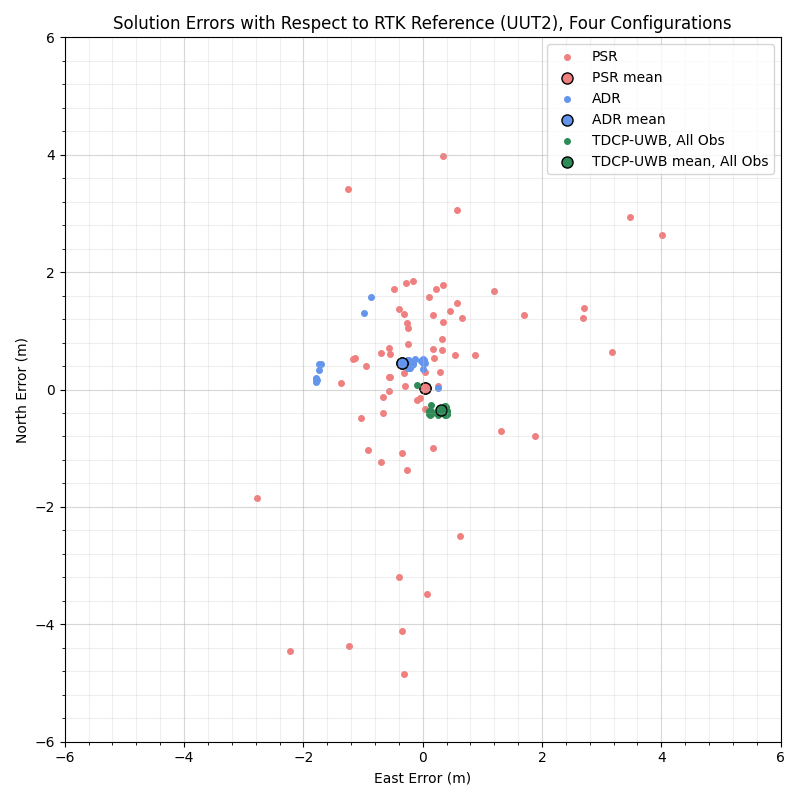 Solution Errors with Respect to RTK Reference (UUT2), Four Configurations
PSR
PSR mean
ADR
ADR mean
TDCP-UWB, All Obs
TDCP-UWB mean, All Obs
North Error (m)
6
4
2
0
−2
−4
−6
−6
−4
−2
0
2
4
6
East Error (m)